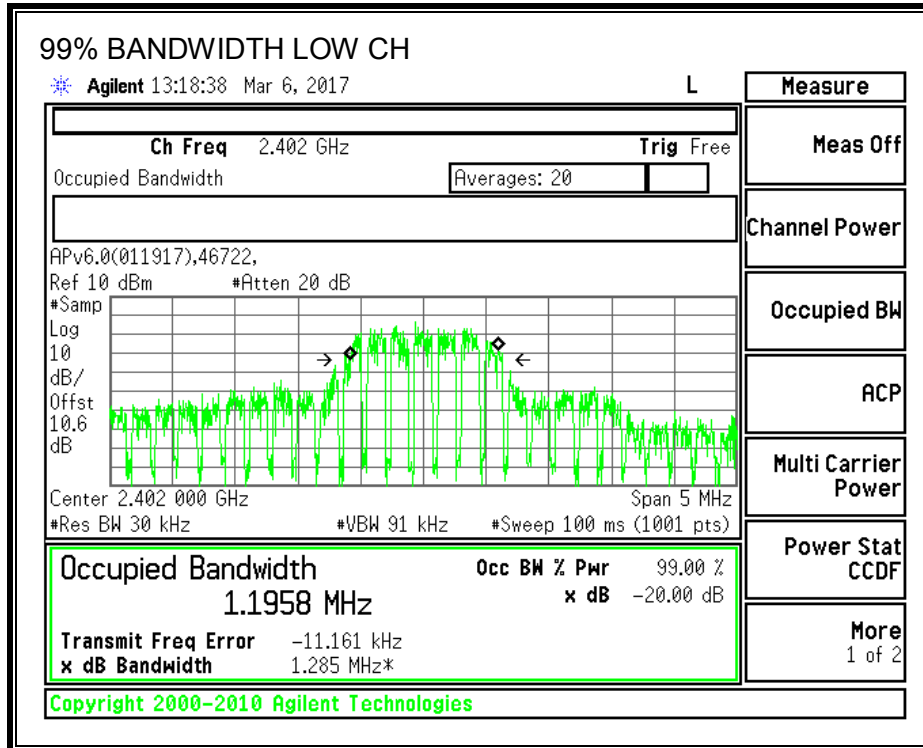 99% BANDWIDTH LOW CH
Agilent 13:18:38 Mar 6, 2017 L
Ch Freq 2.402 GHz Trig Free
Occupied Bandwidth Averages: 20
APv6.0(011917),46722,
Ref 10 dBm #Atten 20 dB
#Samp
Log
10
dB/
Offst
10.6
dB
Center 2.402 000 GHz Span 5 MHz
#Res BW 30 kHz #VBW 91 kHz #Sweep 100 ms (1001 pts)
Occupied Bandwidth Occ BW % Pwr 99.00 %
1.1958 MHz x dB -20.00 dB
Transmit Freq Error -11.161 kHz
x dB Bandwidth 1.285 MHz*
Copyright 2000-2010 Agilent Technologies
Measure
Meas Off
Channel Power
Occupied BW
ACP
Multi Carrier
Power
Power Stat
CCDF
More
1 of 2